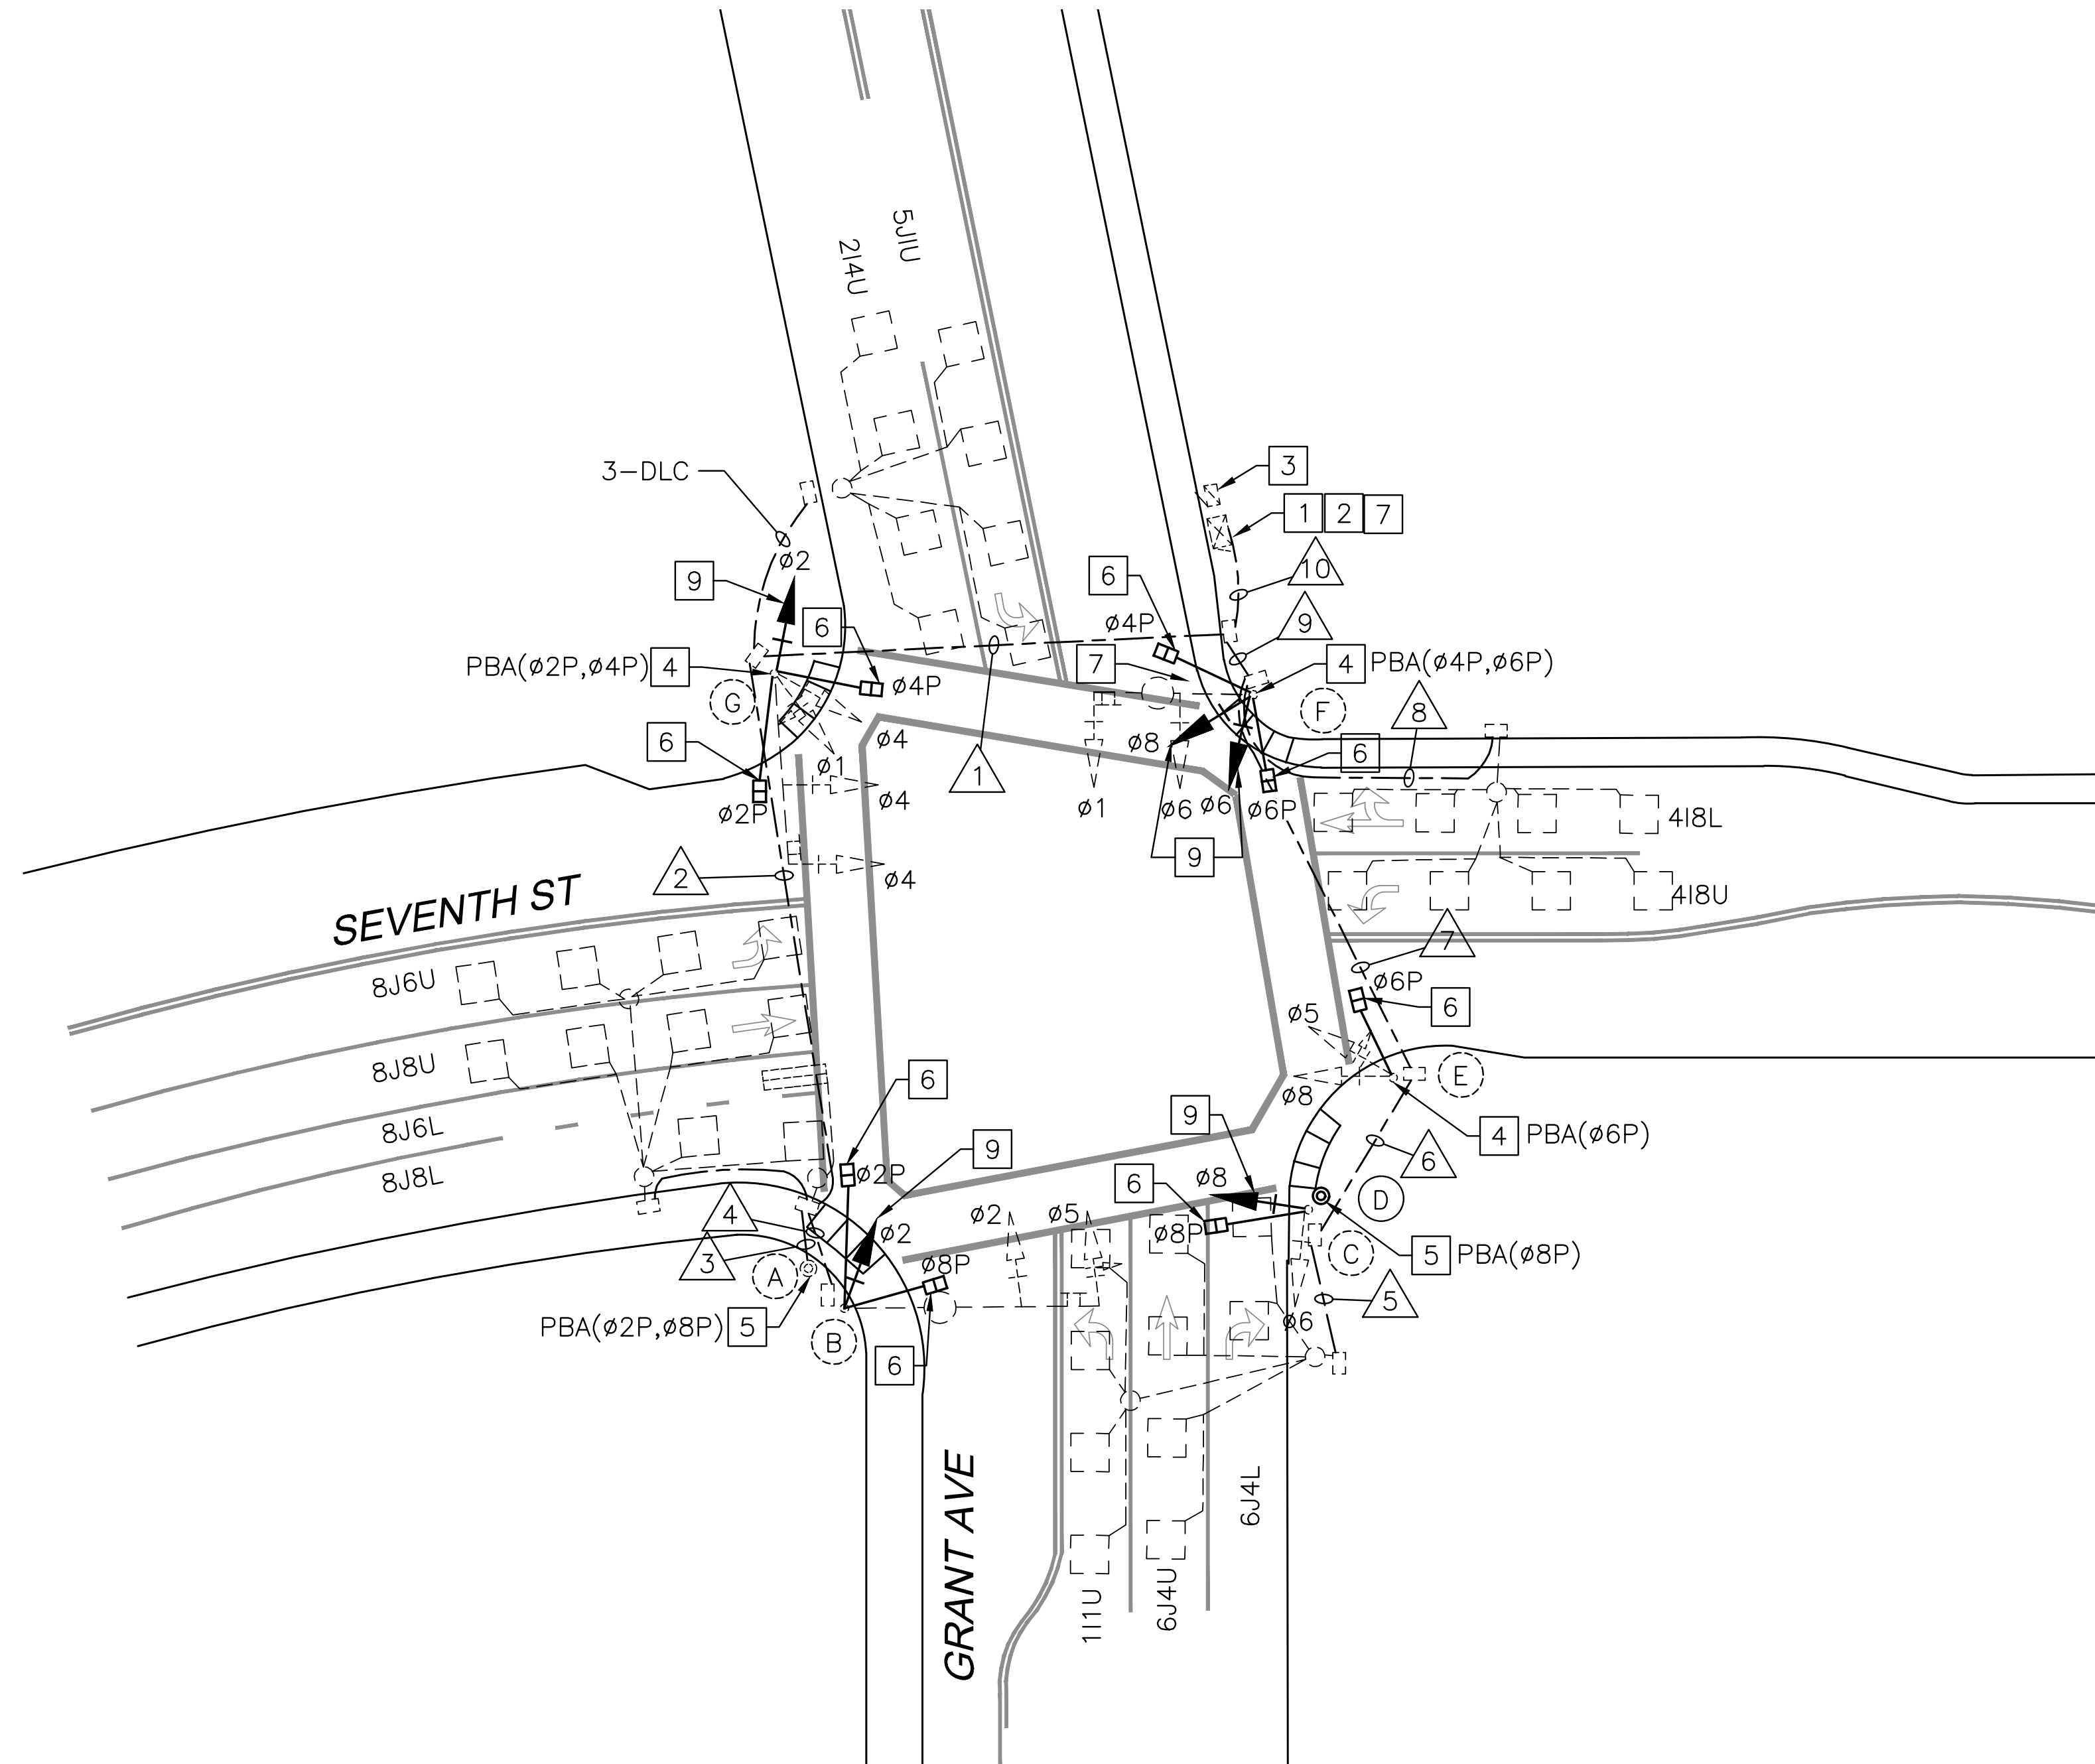 5J1U
2I4U
3-DLC
3
1 2 7
ø2
9
6
10
6
ø4P
9
PBA(ø2P,ø4P) 4
ø4P
7
4 PBA(ø4P,ø6P)
G
F
8
6
ø4
ø8
6
ø1
1
ø2P
ø4
ø1
ø6
ø6
ø6P
4I8L
9
2
ø4
4I8U
SEVENTH ST
7
8J6U
ø6P
6
ø5
8J8U
6
E
ø8
9
8J6L
4 PBA(ø6P)
9
6
8J8L
ø2P
6
ø8
D
4
ø2
ø5
ø2
ø8P
3
A
ø8P
C
5 PBA(ø8P)
5
PBA(ø2P,ø8P) 5
B
ø6
6
GRANT AVE
6J4L
1I1U
6J4U